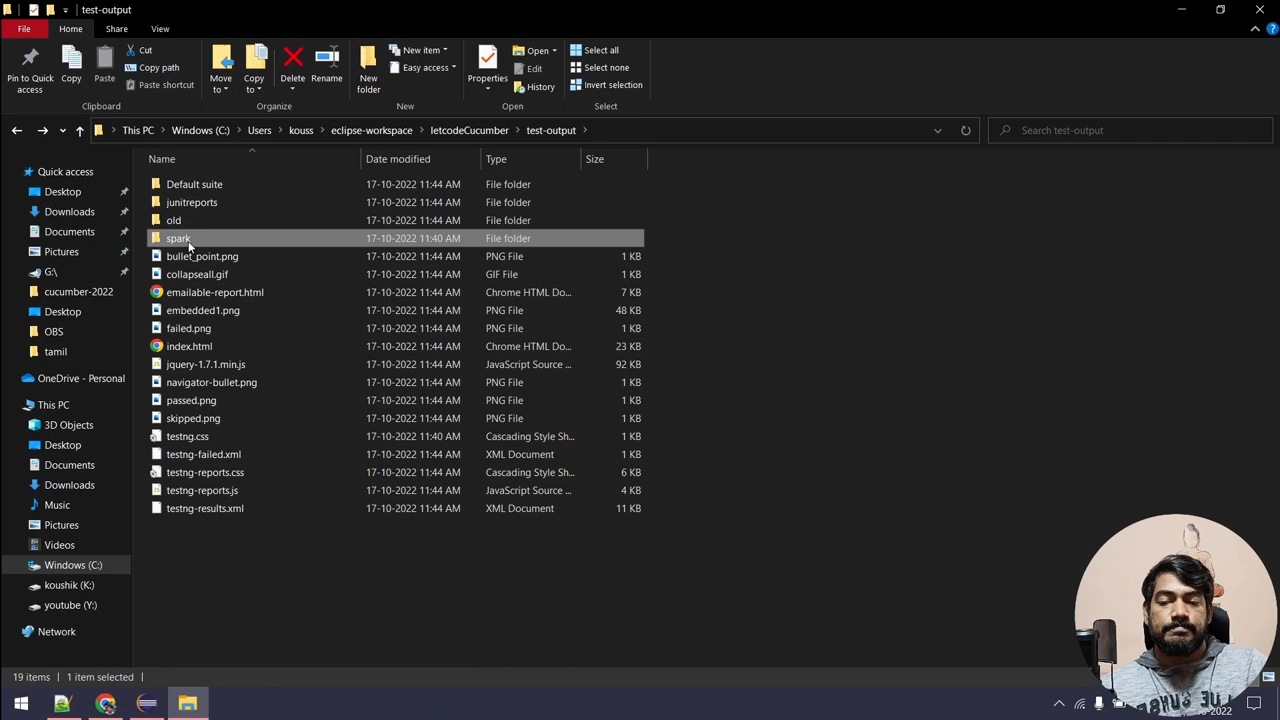 test-output
File Home Share View
Pin to Quick access
Copy
Paste
Cut
Copy path
Paste shortcut
Clipboard
Move to
Copy to
Delete
Rename
Organize
New folder
New item
Easy access
New
Properties
Open
Edit
History
Open
Select all
Select none
Invert selection
Select
This PC Windows (C:) Users kouss eclipse-workspace letcodeCucumber test-output
Search test-output
Quick access
Desktop
Downloads
Documents
Pictures
G:\
cucumber-2022
Desktop
OBS
tamil
OneDrive - Personal
This PC
3D Objects
Desktop
Documents
Downloads
Music
Pictures
Videos
Windows (C:)
koushik (K:)
youtube (Y:)
Network
Name Date modified Type Size
Default suite 17-10-2022 11:44 AM File folder
junitreports 17-10-2022 11:44 AM File folder
old 17-10-2022 11:44 AM File folder
spark 17-10-2022 11:40 AM File folder
bullet_point.png 17-10-2022 11:44 AM PNG File 1 KB
collapseall.gif 17-10-2022 11:44 AM GIF File 1 KB
emailable-report.html 17-10-2022 11:44 AM Chrome HTML Do... 7 KB
embedded1.png 17-10-2022 11:44 AM PNG File 48 KB
failed.png 17-10-2022 11:44 AM PNG File 1 KB
index.html 17-10-2022 11:44 AM Chrome HTML Do... 23 KB
jquery-1.7.1.min.js 17-10-2022 11:44 AM JavaScript Source ... 92 KB
navigator-bullet.png 17-10-2022 11:44 AM PNG File 1 KB
passed.png 17-10-2022 11:44 AM PNG File 1 KB
skipped.png 17-10-2022 11:44 AM PNG File 1 KB
testng.css 17-10-2022 11:40 AM Cascading Style Sh... 1 KB
testng-failed.xml 17-10-2022 11:44 AM XML Document 1 KB
testng-reports.css 17-10-2022 11:44 AM Cascading Style Sh... 6 KB
testng-reports.js 17-10-2022 11:44 AM JavaScript Source ... 4 KB
testng-results.xml 17-10-2022 11:44 AM XML Document 11 KB
19 items 1 item selected